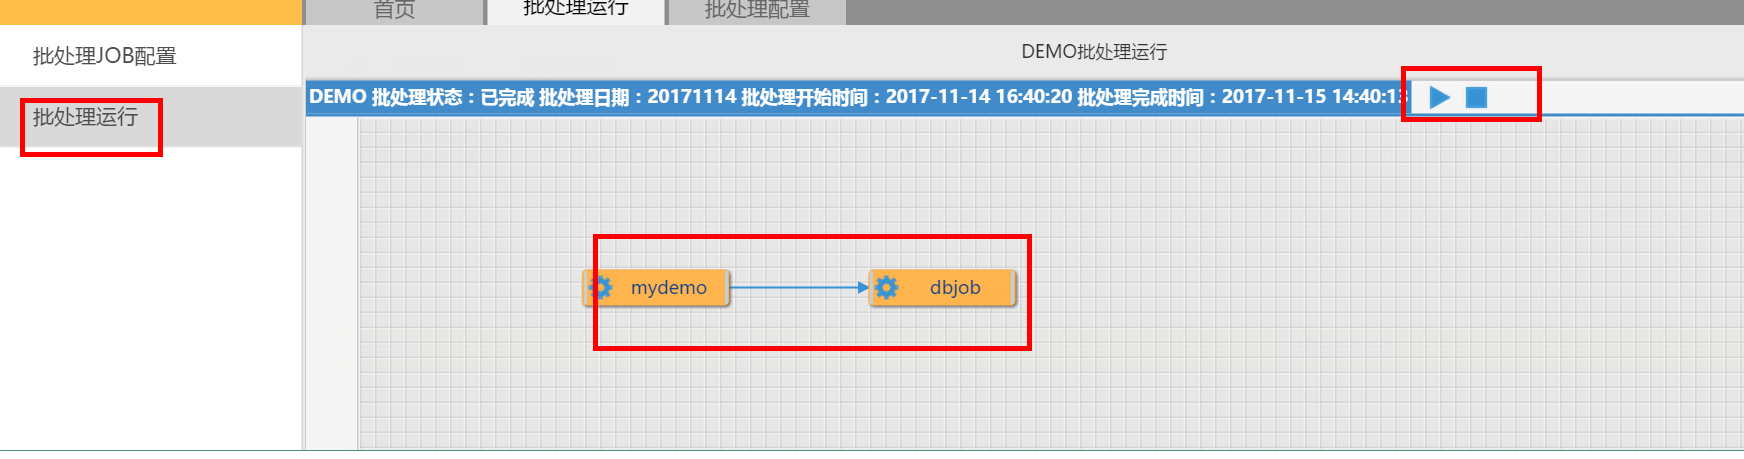 首页
批处理运行
批处理配置
批处理JOB配置
批处理运行
DEMO批处理运行
DEMO 批处理状态：已完成 批处理日期：20171114 批处理开始时间：2017-11-14 16:40:20 批处理完成时间：2017-11-15 14:40:13
mydemo
dbjob